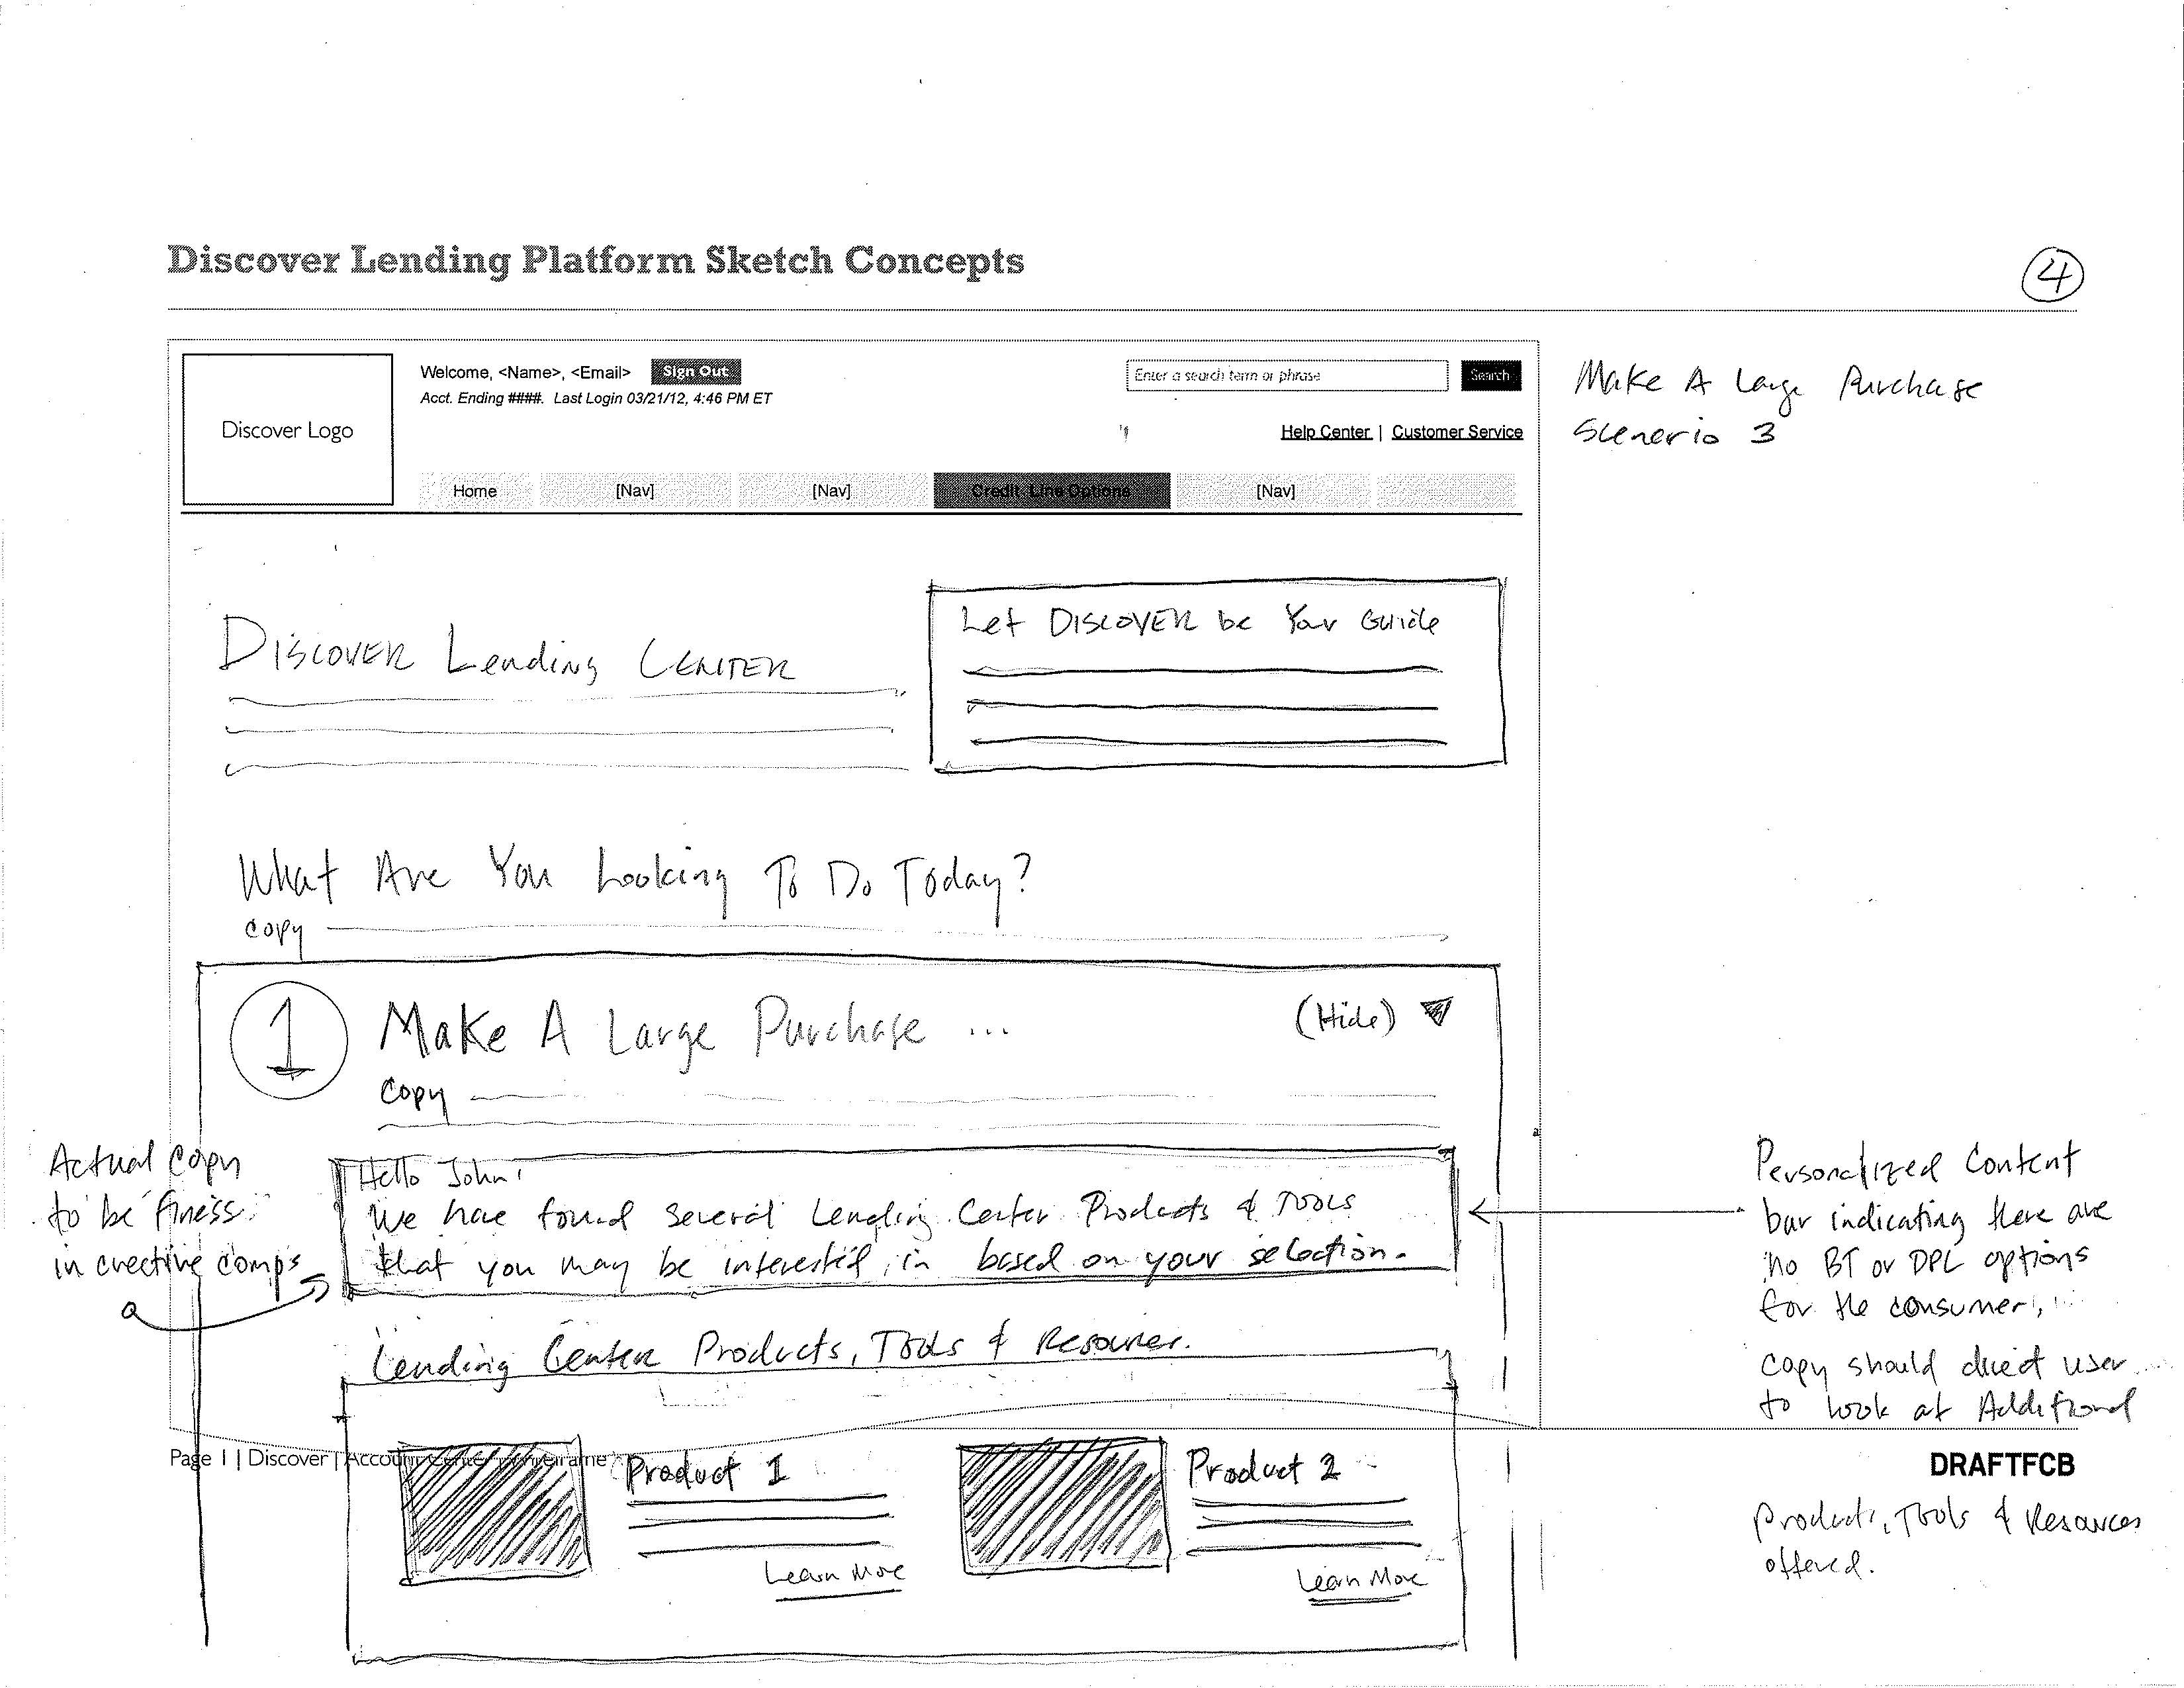 Discover Lending Platform Sketch Concepts
4
Discover Logo
Welcome, <Name>, <Email> Sign Out
Acct. Ending ####. Last Login 03/21/12, 4:46 PM ET
Enter a search term or phrase Search
Help Center | Customer Service
Home [Nav] [Nav] Credit Line Options [Nav]
Make A Large Purchase
Scenerio 3
DISCOVER Lending CENTER
Let DISCOVER be Your Guide
What Are You Looking To Do Today?
copy
1 Make A Large Purchase ... (Hide)
Copy
Actual Copy
to be finess
in creative comps
Hello John!
We have found several Lending Center Products & Tools
that you may be interested in based on your selection.
Personalized Content
bar indicating there are
no BT or DPL options
for the consumer,
copy should direct user
to look at Additional
Products, Tools & Resources
offered.
Lending Center Products, Tools & Resources.
Product 1
Learn More
Product 2
Learn More
Page 1 | Discover | Account Center Wireframe
DRAFTFCB